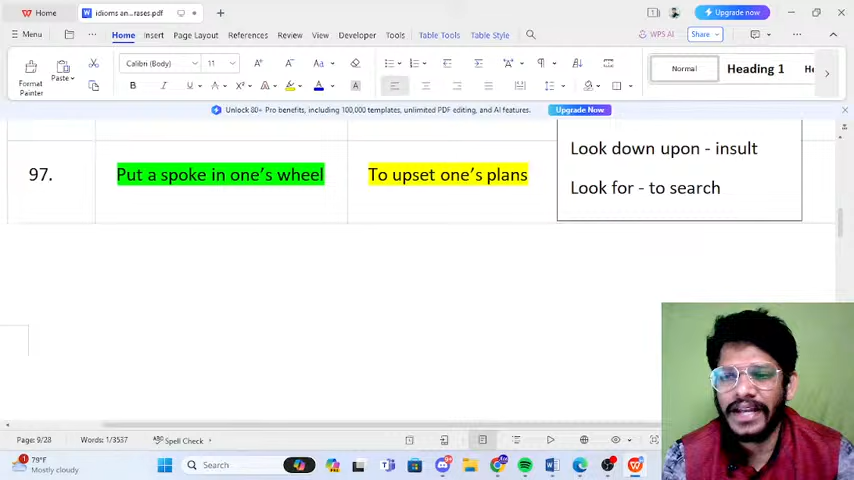 Home
idioms an...rases.pdf
Upgrade now
Menu
Home Insert Page Layout References Review View Developer Tools Table Tools Table Style
WPS AI
Share
Format
Painter
Paste
Calibri (Body) 11
Normal
Heading 1
He
Unlock 80+ Pro benefits, including 100,000 templates, unlimited PDF editing, and AI features.
Upgrade Now
Look down upon - insult
97. Put a spoke in one's wheel To upset one's plans
Look for - to search
Page: 9/28 Words: 1/3537 Spell Check
1
79°F
Mostly cloudy
Search